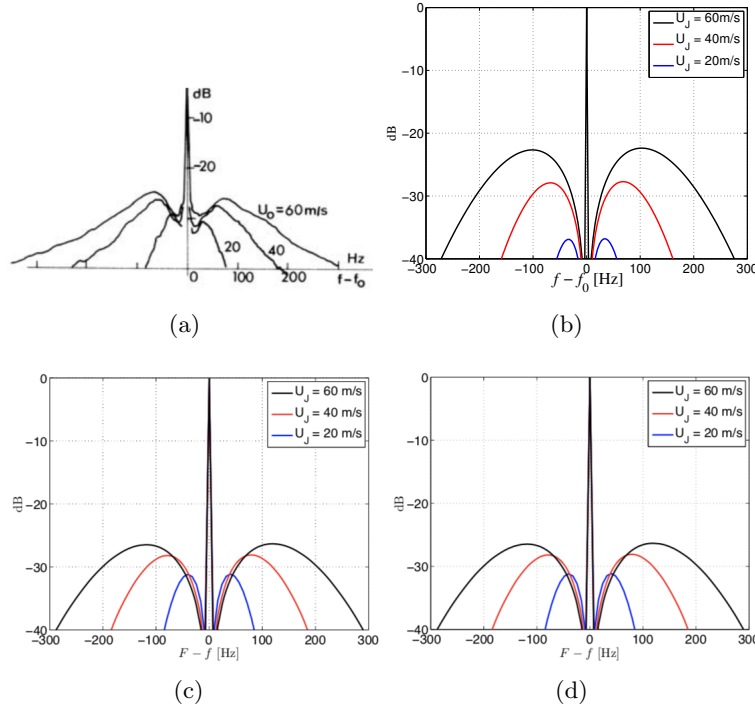 dB
-10
-20
U₀=60m/s
20
40
Hz
0
100
200
300
f-f₀
(a)
0
-10
-20
-30
-40
dB
U_J = 60m/s
U_J = 40m/s
U_J = 20m/s
-300 -200 -100 0 100 200 300
f - f₀ [Hz]
(b)
0
-10
-20
-30
-40
dB
U_J = 60 m/s
U_J = 40 m/s
U_J = 20 m/s
-300 -200 -100 0 100 200 300
F - f [Hz]
(c)
0
-10
-20
-30
-40
dB
U_J = 60 m/s
U_J = 40 m/s
U_J = 20 m/s
-300 -200 -100 0 100 200 300
F - f [Hz]
(d)